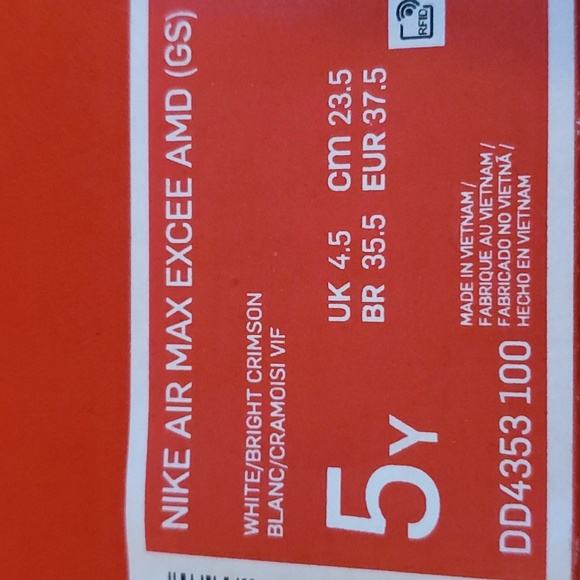 NIKE AIR MAX EXCEE AMD (GS)
WHITE/BRIGHT CRIMSON
BLANC/CRAMOISI VIF
5Y
UK 4.5 cm 23.5
BR 35.5 EUR 37.5
RFID
MADE IN VIETNAM /
FABRIQUE AU VIETNAM /
FABRICADO NO VIETNÃ /
HECHO EN VIETNAM
DD4353 100